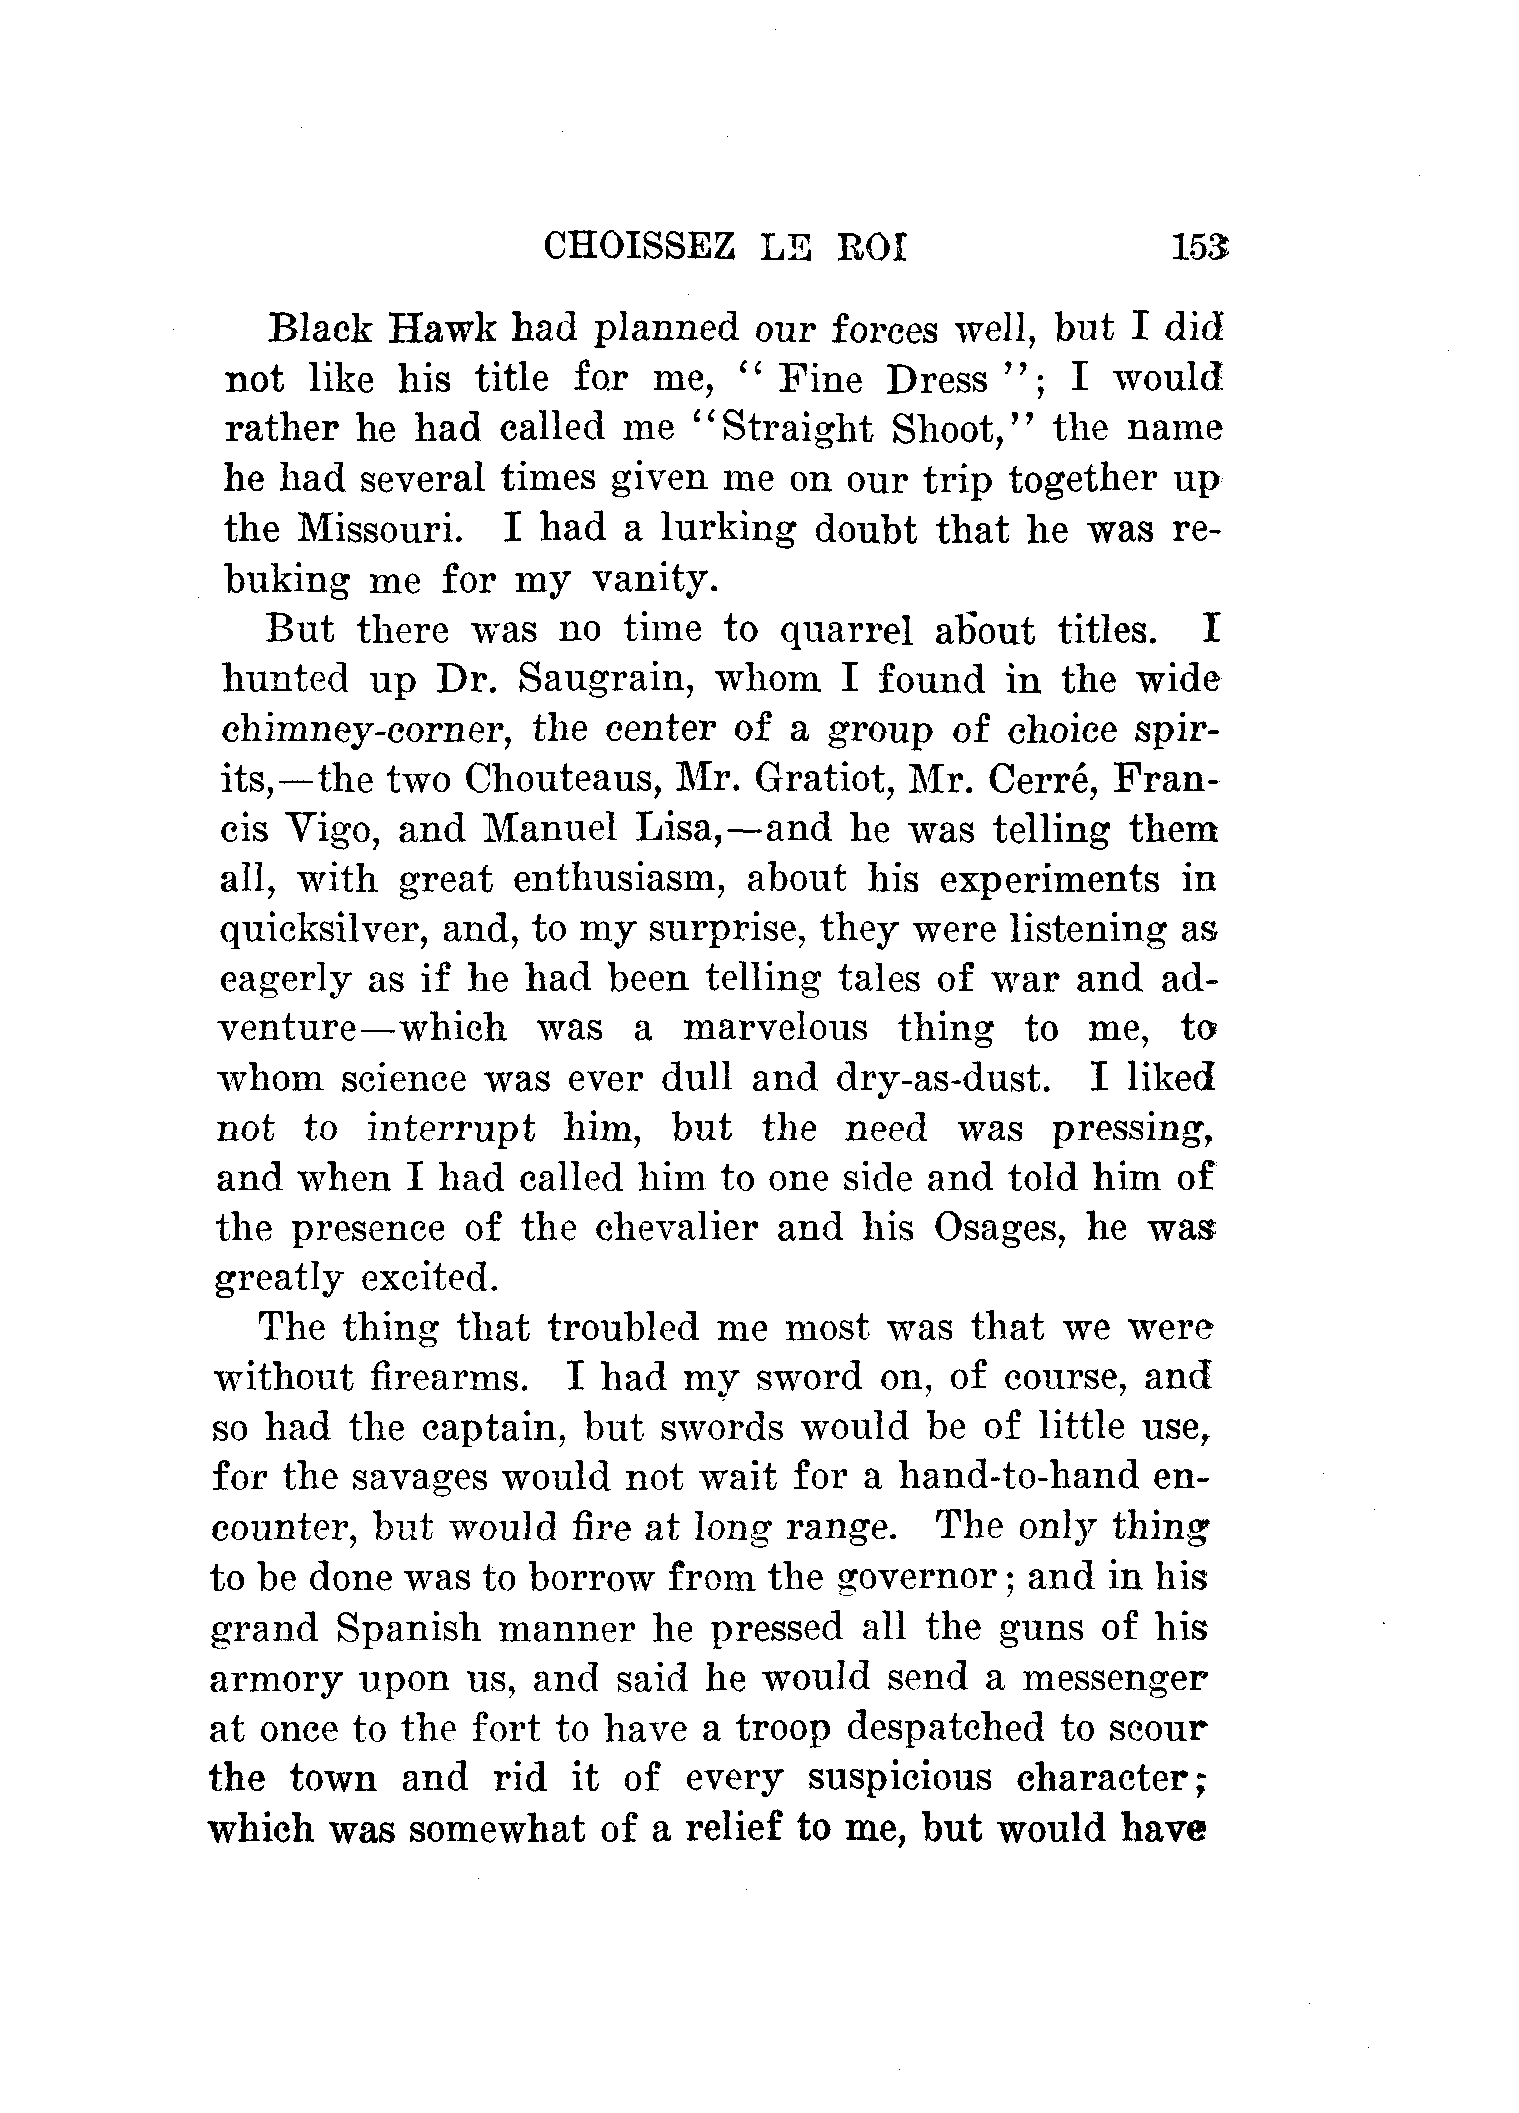 CHOISSEZ LE ROI 153
Black Hawk had planned our forces well, but I did
not like his title for me, “ Fine Dress ”; I would
rather he had called me “Straight Shoot,” the name
he had several times given me on our trip together up
the Missouri. I had a lurking doubt that he was re-
buking me for my vanity.
But there was no time to quarrel about titles. I
hunted up Dr. Saugrain, whom I found in the wide
chimney-corner, the center of a group of choice spir-
its,—the two Chouteaus, Mr. Gratiot, Mr. Cerré, Fran-
cis Vigo, and Manuel Lisa,—and he was telling them
all, with great enthusiasm, about his experiments in
quicksilver, and, to my surprise, they were listening as
eagerly as if he had been telling tales of war and ad-
venture—which was a marvelous thing to me, to
whom science was ever dull and dry-as-dust. I liked
not to interrupt him, but the need was pressing,
and when I had called him to one side and told him of
the presence of the chevalier and his Osages, he was
greatly excited.
The thing that troubled me most was that we were
without firearms. I had my sword on, of course, and
so had the captain, but swords would be of little use,
for the savages would not wait for a hand-to-hand en-
counter, but would fire at long range. The only thing
to be done was to borrow from the governor; and in his
grand Spanish manner he pressed all the guns of his
armory upon us, and said he would send a messenger
at once to the fort to have a troop despatched to scour
the town and rid it of every suspicious character;
which was somewhat of a relief to me, but would have